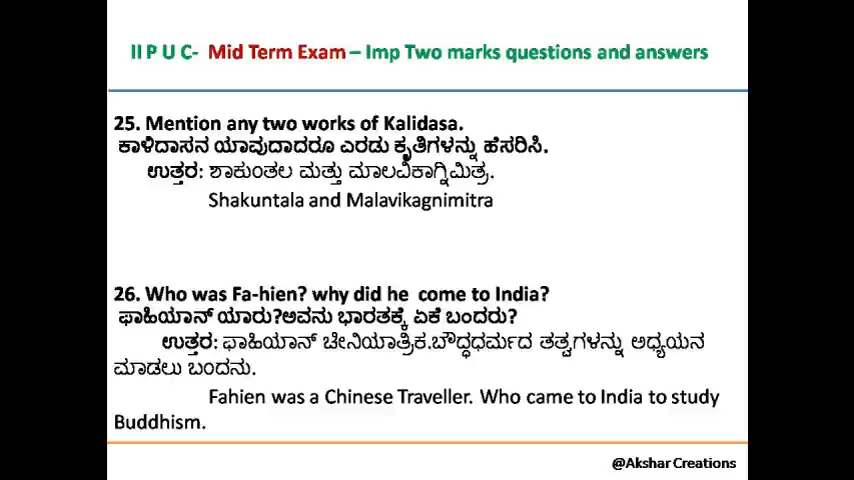 II P U C- Mid Term Exam – Imp Two marks questions and answers
25. Mention any two works of Kalidasa.
ಕಾಳಿದಾಸನ ಯಾವುದಾದರೂ ಎರಡು ಕೃತಿಗಳನ್ನು ಹೆಸರಿಸಿ.
ಉತ್ತರ: ಶಾಕುಂತಲ ಮತ್ತು ಮಾಲವಿಕಾಗ್ನಿಮಿತ್ರ.
Shakuntala and Malavikagnimitra
26. Who was Fa-hien? why did he come to India?
ಫಾಹಿಯಾನ್ ಯಾರು?ಅವನು ಭಾರತಕ್ಕೆ ಏಕೆ ಬಂದರು?
ಉತ್ತರ: ಫಾಹಿಯಾನ್ ಚೀನಿಯಾತ್ರಿಕ.ಬೌದ್ಧಧರ್ಮದ ತತ್ವಗಳನ್ನು ಅಧ್ಯಯನ
ಮಾಡಲು ಬಂದನು.
Fahien was a Chinese Traveller. Who came to India to study
Buddhism.
@Akshar Creations